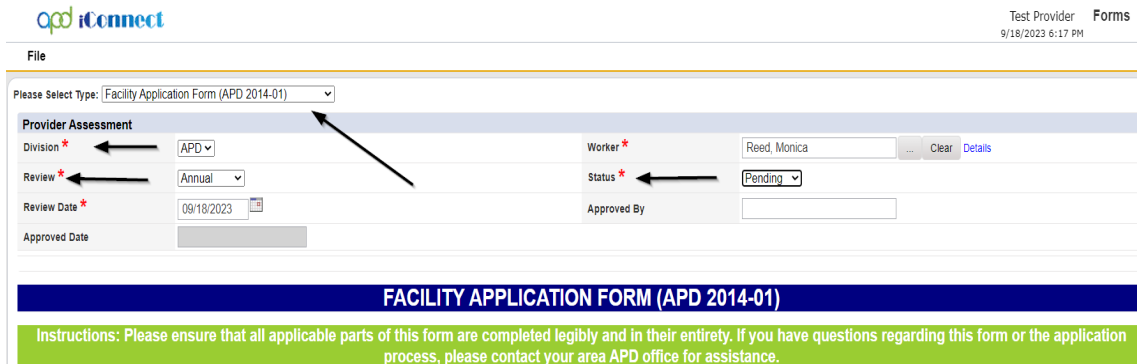 apd iConnect
Test Provider Forms
9/18/2023 6:17 PM
File
Please Select Type: Facility Application Form (APD 2014-01)
Provider Assessment
Division * APD Worker * Reed, Monica ... Clear Details
Review * Annual Status * Pending
Review Date * 09/18/2023 Approved By
Approved Date
FACILITY APPLICATION FORM (APD 2014-01)
Instructions: Please ensure that all applicable parts of this form are completed legibly and in their entirety. If you have questions regarding this form or the application
process, please contact your area APD office for assistance.